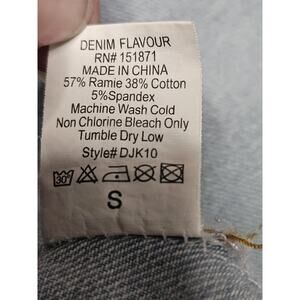 DENIM FLAVOUR
RN# 151871
MADE IN CHINA
57% Ramie 38% Cotton
5%Spandex
Machine Wash Cold
Non Chlorine Bleach Only
Tumble Dry Low
Style# DJK10
30°
S